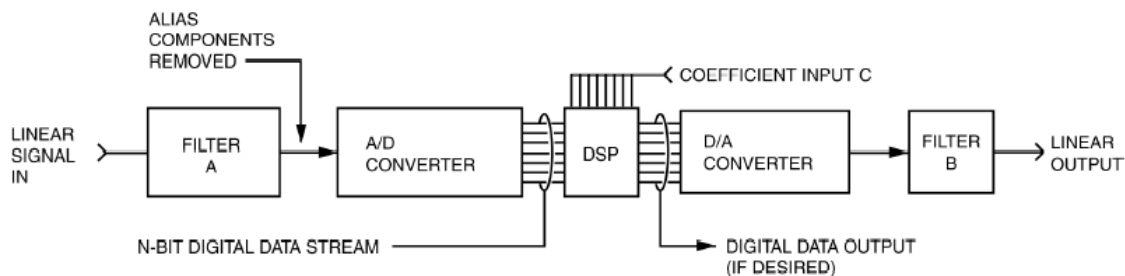 ALIAS
COMPONENTS
REMOVED
COEFFICIENT INPUT C
LINEAR
SIGNAL
IN
FILTER
A
A/D
CONVERTER
DSP
D/A
CONVERTER
FILTER
B
LINEAR
OUTPUT
N-BIT DIGITAL DATA STREAM
DIGITAL DATA OUTPUT
(IF DESIRED)